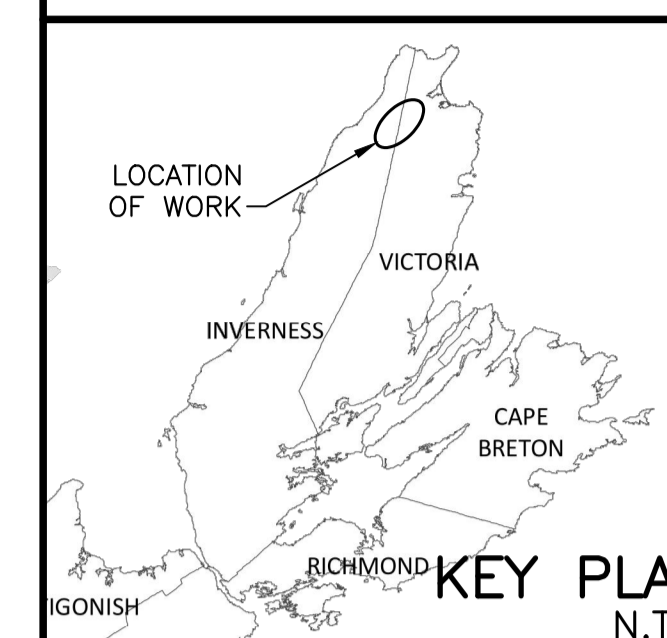 LOCATION
OF WORK
VICTORIA
INVERNESS
CAPE
BRETON
RICHMOND
KEY PLA
IGONISH
N.T